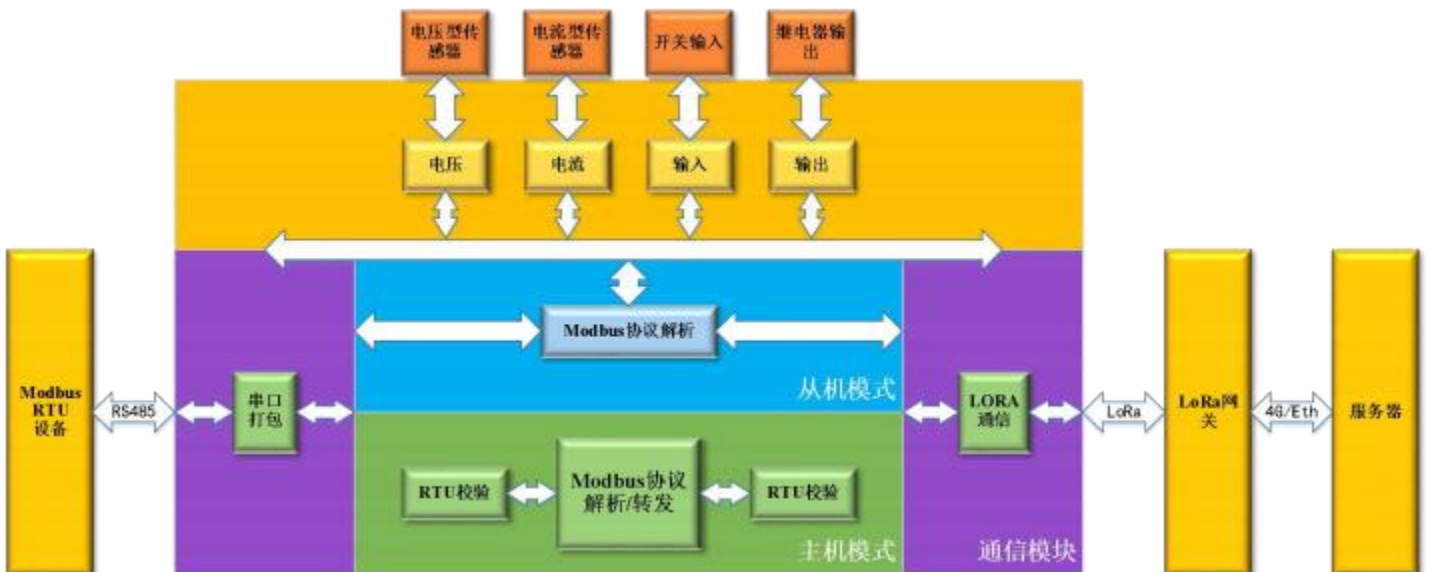 电压型传
感器
电流型传
感器
开关输入
继电器输
出
电压
电流
输入
输出
Modbus协议解析
从机模式
Modbus
RTU
设备
RS485
串口
打包
LORA
通信
LoRa
LoRa网
关
4G/Eth
服务器
RTU校验
Modbus协议
解析/转发
RTU校验
主机模式
通信模块